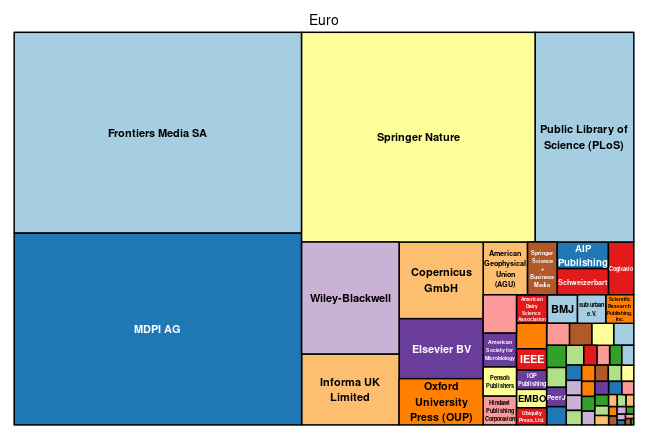 Euro
Frontiers Media SA
Springer Nature
Public Library of
Science (PLoS)
MDPI AG
Wiley-Blackwell
Informa UK
Limited
Copernicus
GmbH
Elsevier BV
Oxford
University
Press (OUP)
American
Geophysical
Union
(AGU)
Springer
Science
+
Business
Media
AIP
Publishing
Schweizerbart
Cogitatio
American
Dairy
Science
Association
BMJ
sub urban
e.V.
Scientific
Research
Publishing,
Inc.
American
Society for
Microbiology
IEEE
Pensoft
Publishers
IOP
Publishing
Hindawi
Publishing
Corporation
EMBO
PeerJ
Ubiquity
Press, Ltd.